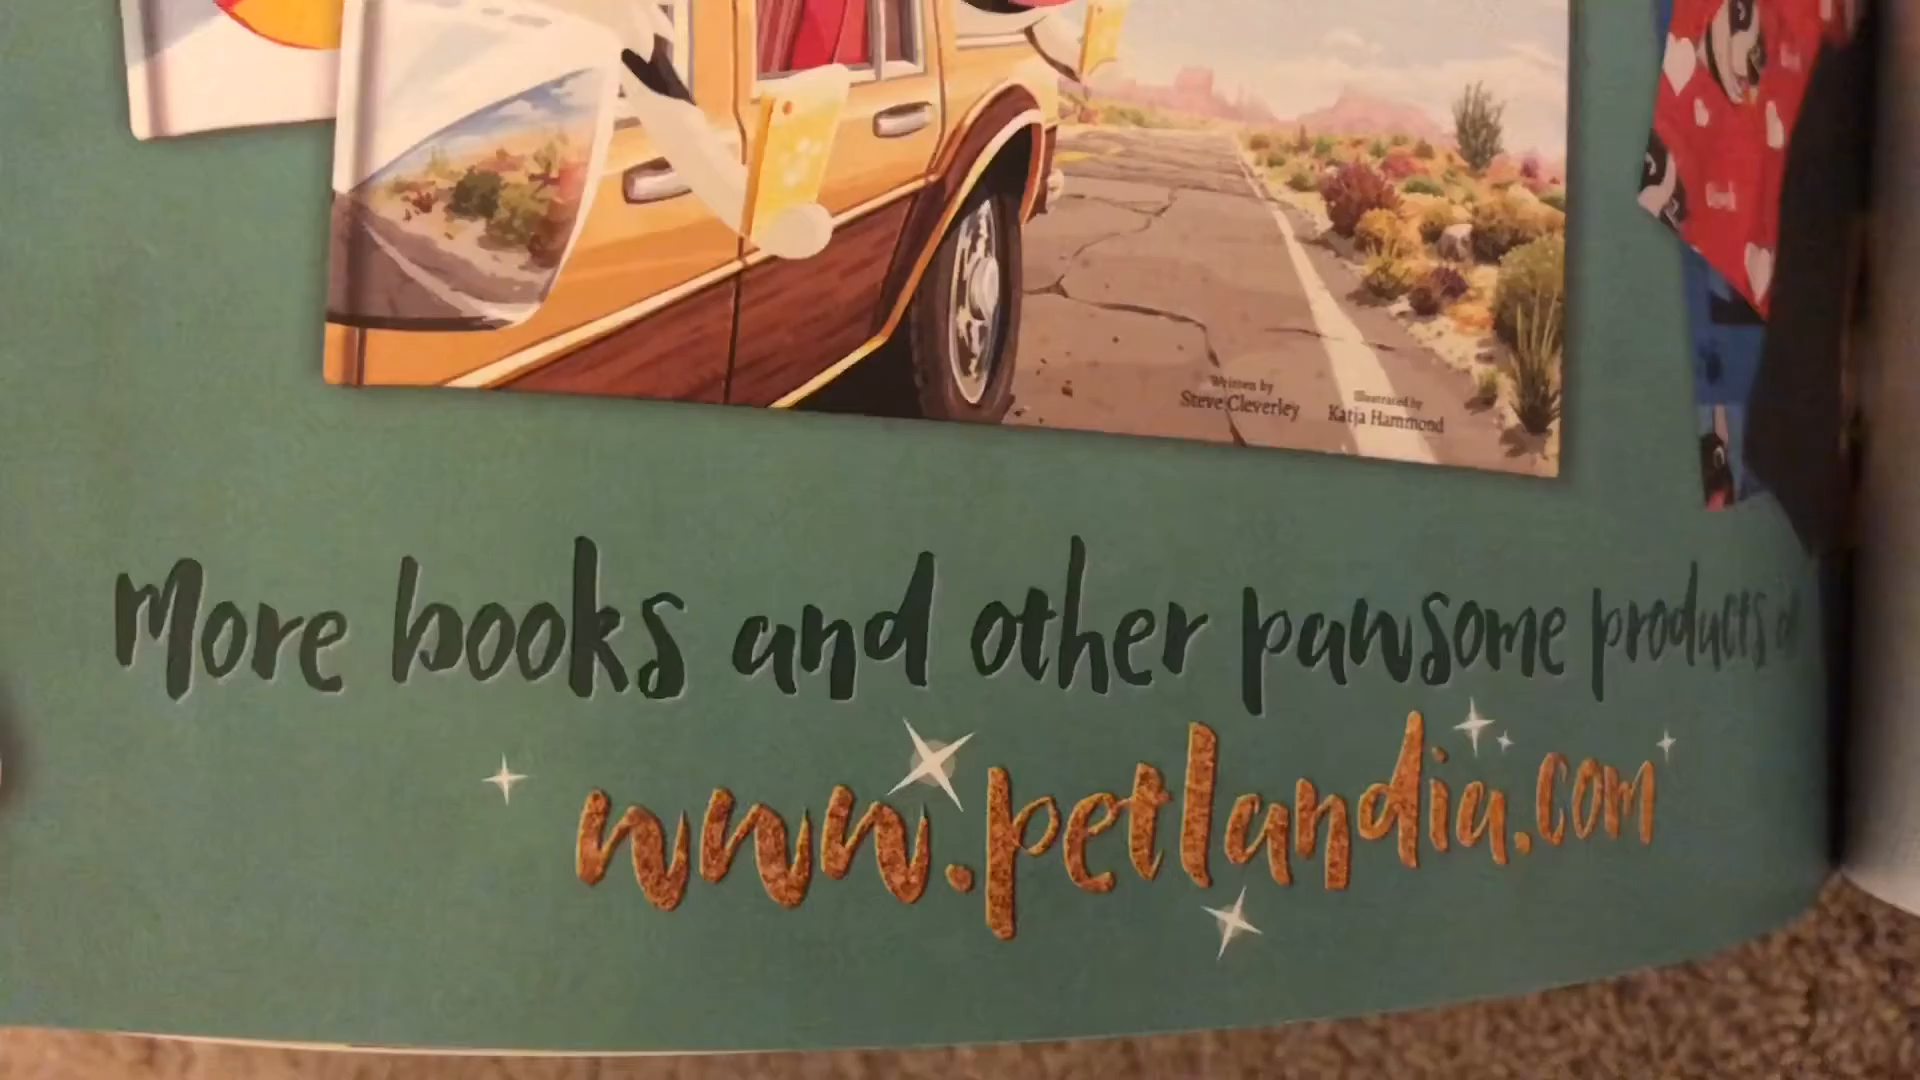 Written by
Steve Cleverley
Illustrated by
Katja Hammond
More books and other pawsome products
www.petlandia.com